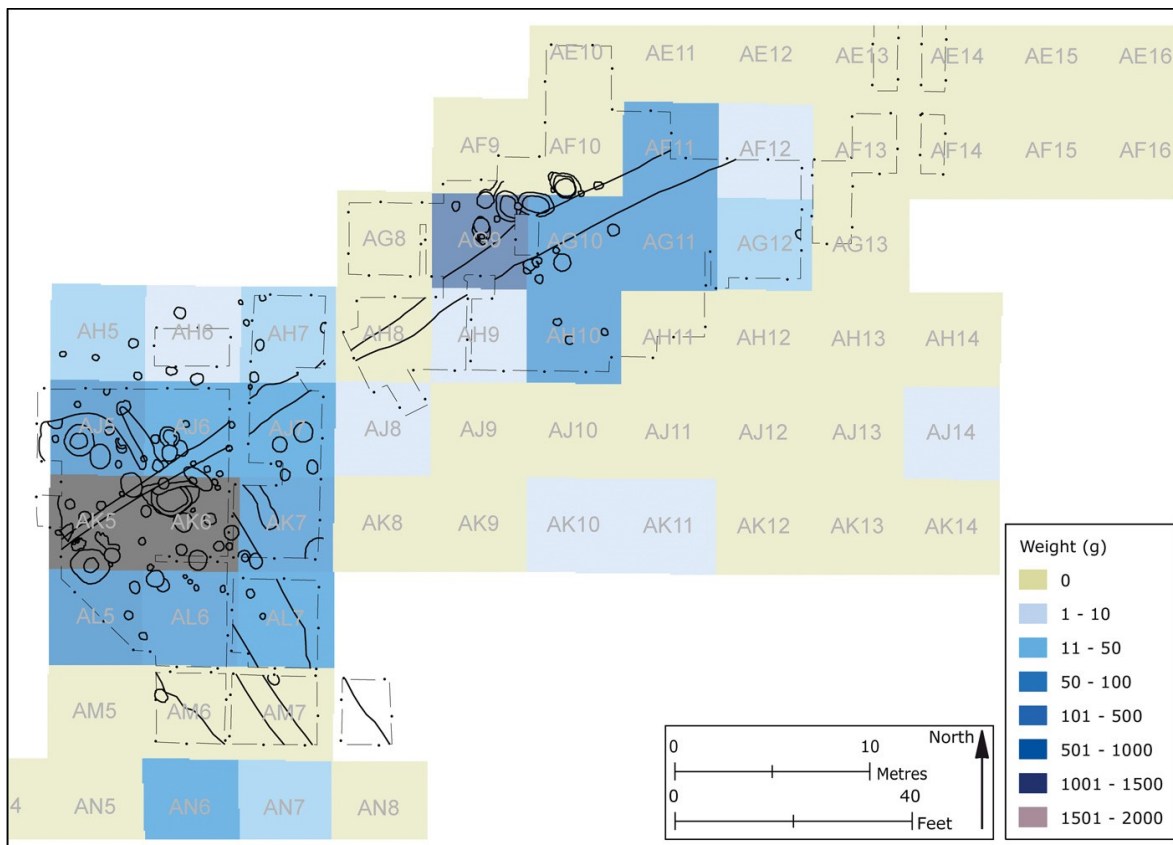 AE10 AE11 AE12 AE13 AE14 AE15 AE16
AF9 AF10 AF11 AF12 AF13 AF14 AF15 AF16
AG8 AG9 AG10 AG11 AG12 AG13
AH5 AH6 AH7 AH8 AH9 AH10 AH11 AH12 AH13 AH14
AJ5 AJ6 AJ7 AJ8 AJ9 AJ10 AJ11 AJ12 AJ13 AJ14
AK5 AK6 AK7 AK8 AK9 AK10 AK11 AK12 AK13 AK14
AL5 AL6 AL7
AM5 AM6 AM7
4 AN5 AN6 AN7 AN8
Weight (g)
0
1 - 10
11 - 50
50 - 100
101 - 500
501 - 1000
1001 - 1500
1501 - 2000
0 10 North
Metres
0 40
Feet